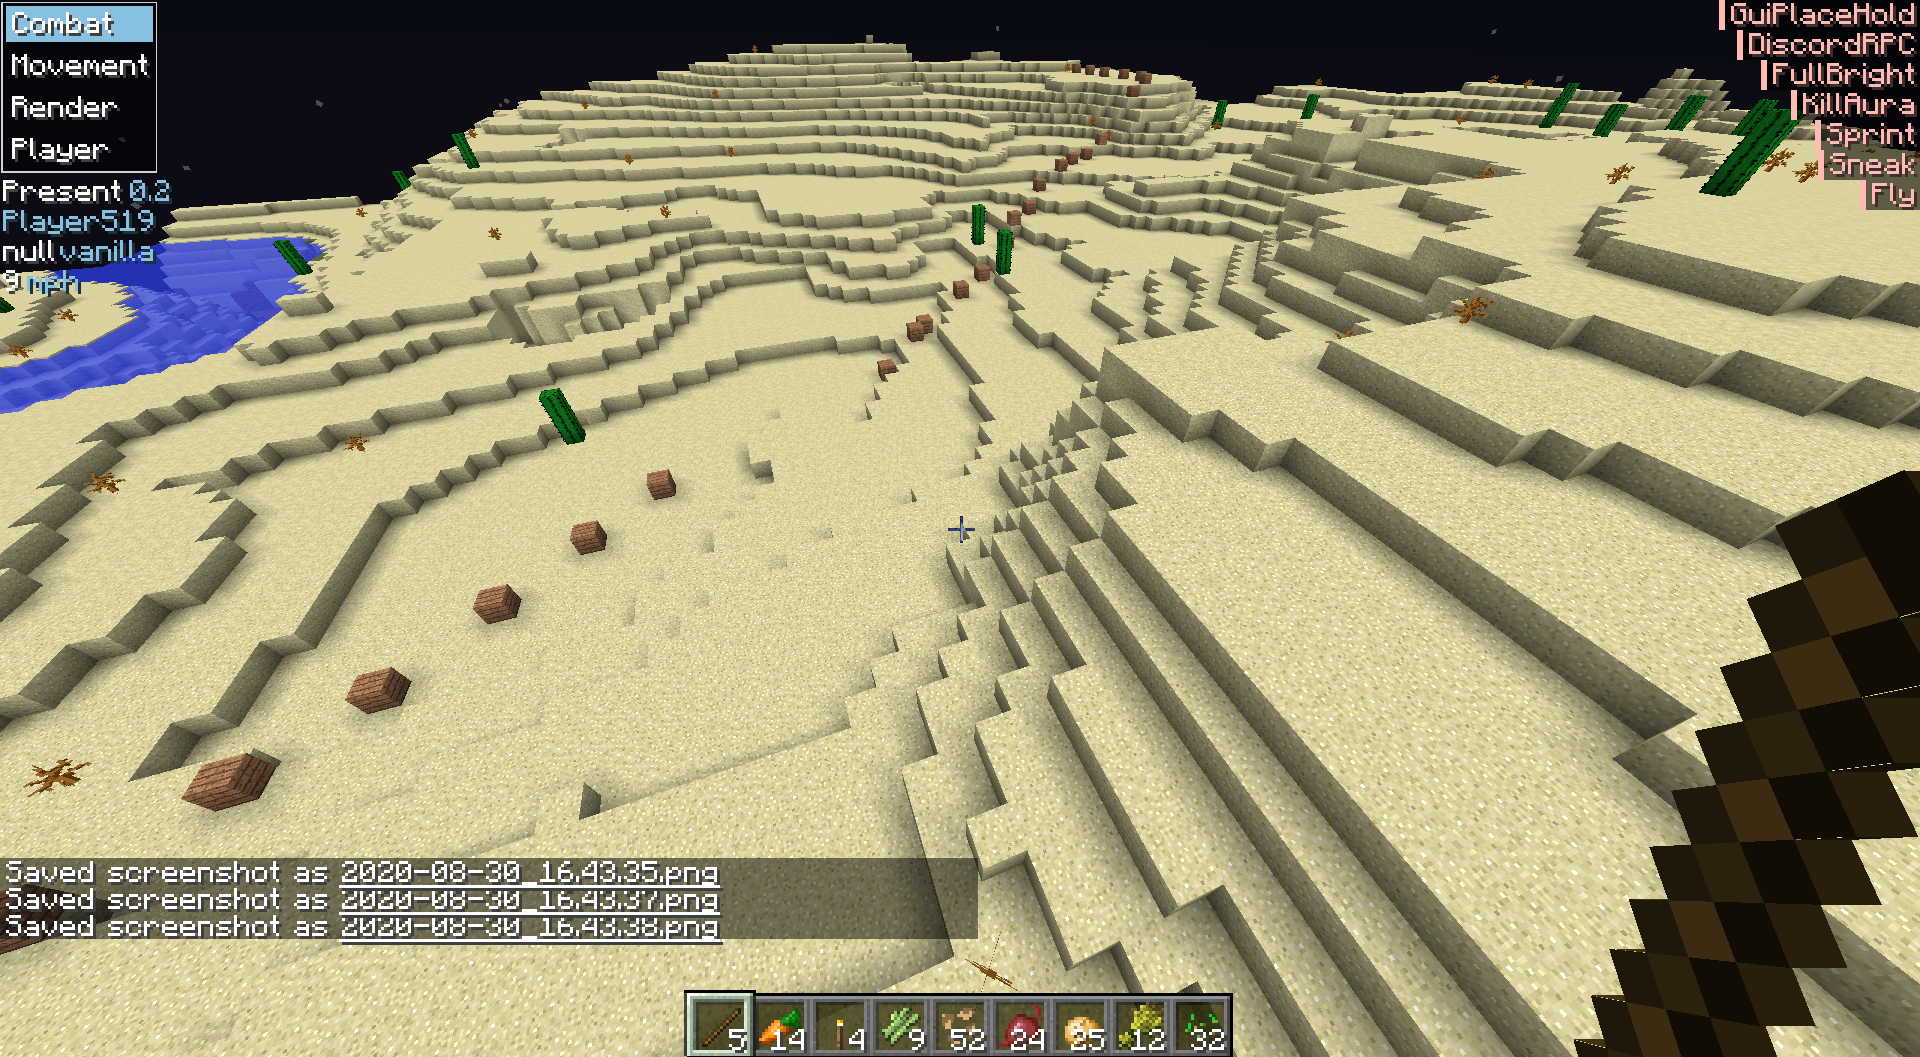 Combat
Movement
Render
Player
Present 0.2
Player519
null vanilla
9 mph
GuiPlaceHold
DiscordRPC
FullBright
KillAura
Sprint
Sneak
Fly
Saved screenshot as 2020-08-30_16.43.35.png
Saved screenshot as 2020-08-30_16.43.37.png
Saved screenshot as 2020-08-30_16.43.38.png
5 14 4 9 52 24 25 12 32